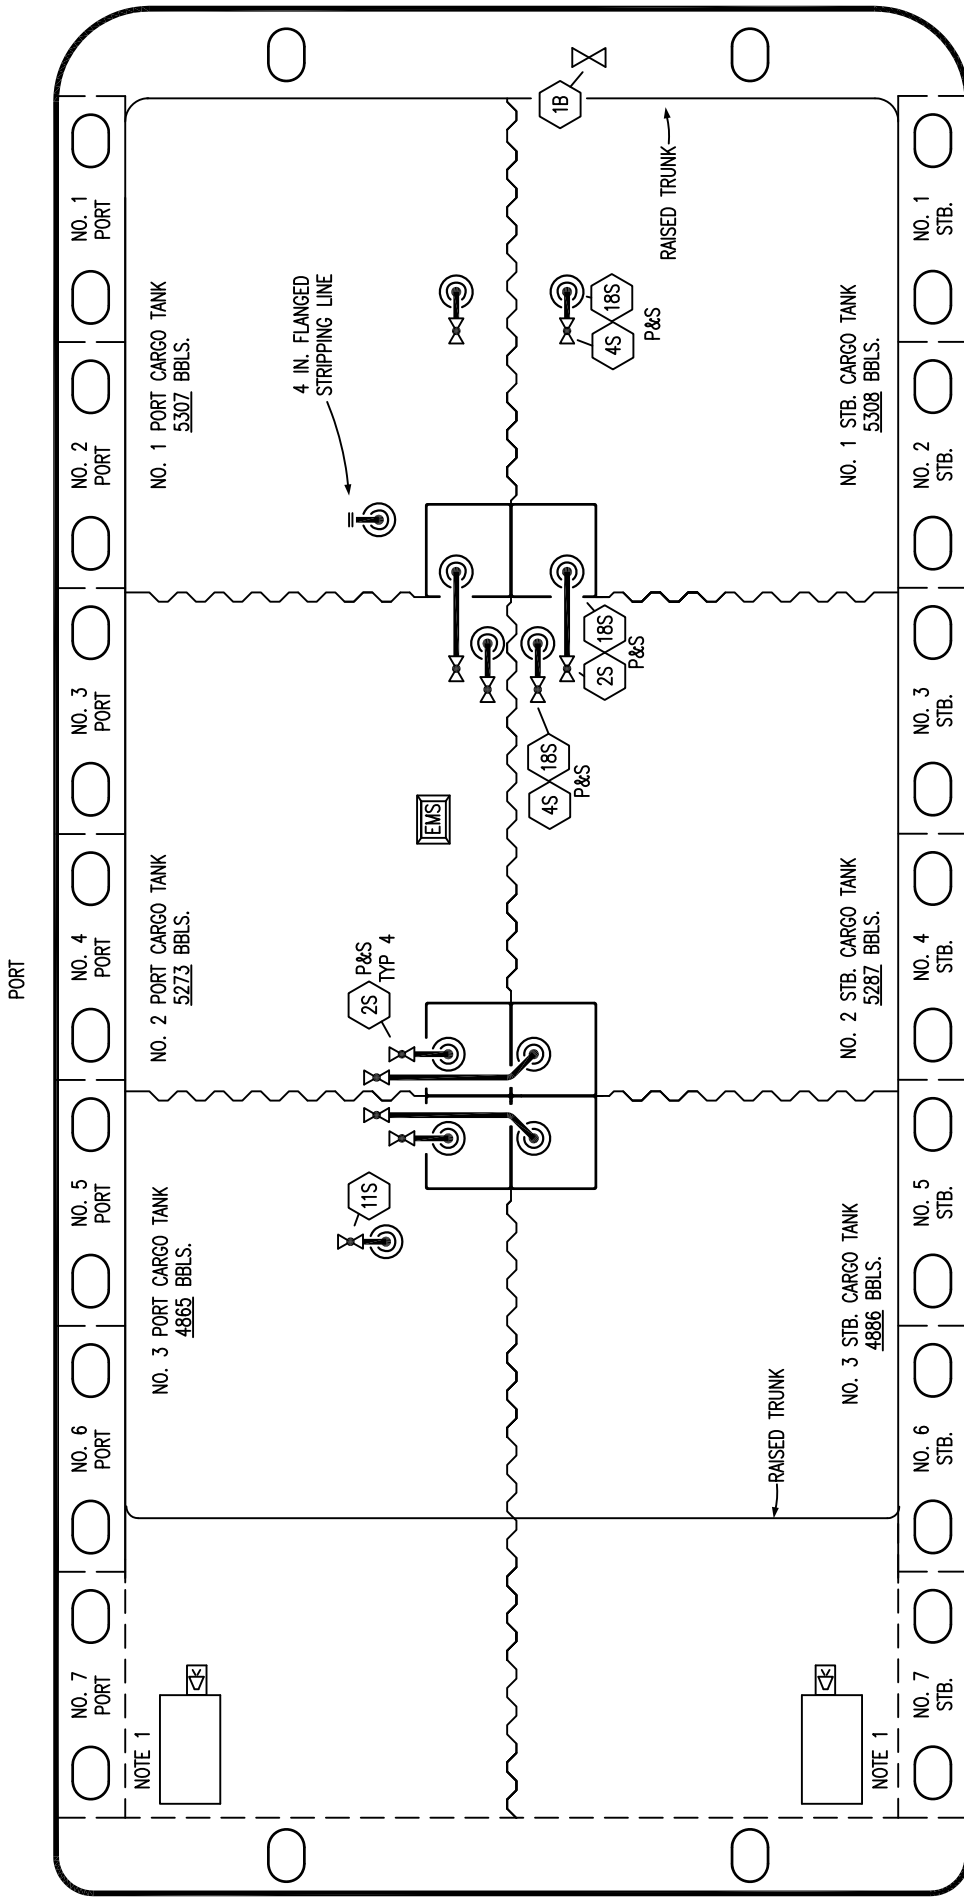 PORT
NO. 7
PORT
NO. 6
PORT
NO. 5
PORT
NO. 4
PORT
NO. 3
PORT
NO. 2
PORT
NO. 1
PORT
NOTE 1
NO. 3 PORT CARGO TANK
4865 BBLS.
NO. 2 PORT CARGO TANK
5273 BBLS.
NO. 1 PORT CARGO TANK
5307 BBLS.
4 IN. FLANGED
STRIPPING LINE
11S
2S
P&S
TYP 4
EMS
1B
18S
4S
P&S
18S
2S
P&S
18S
4S
P&S
RAISED TRUNK
RAISED TRUNK
NO. 3 STB. CARGO TANK
4886 BBLS.
NO. 2 STB. CARGO TANK
5287 BBLS.
NO. 1 STB. CARGO TANK
5308 BBLS.
NOTE 1
NO. 7
STB.
NO. 6
STB.
NO. 5
STB.
NO. 4
STB.
NO. 3
STB.
NO. 2
STB.
NO. 1
STB.